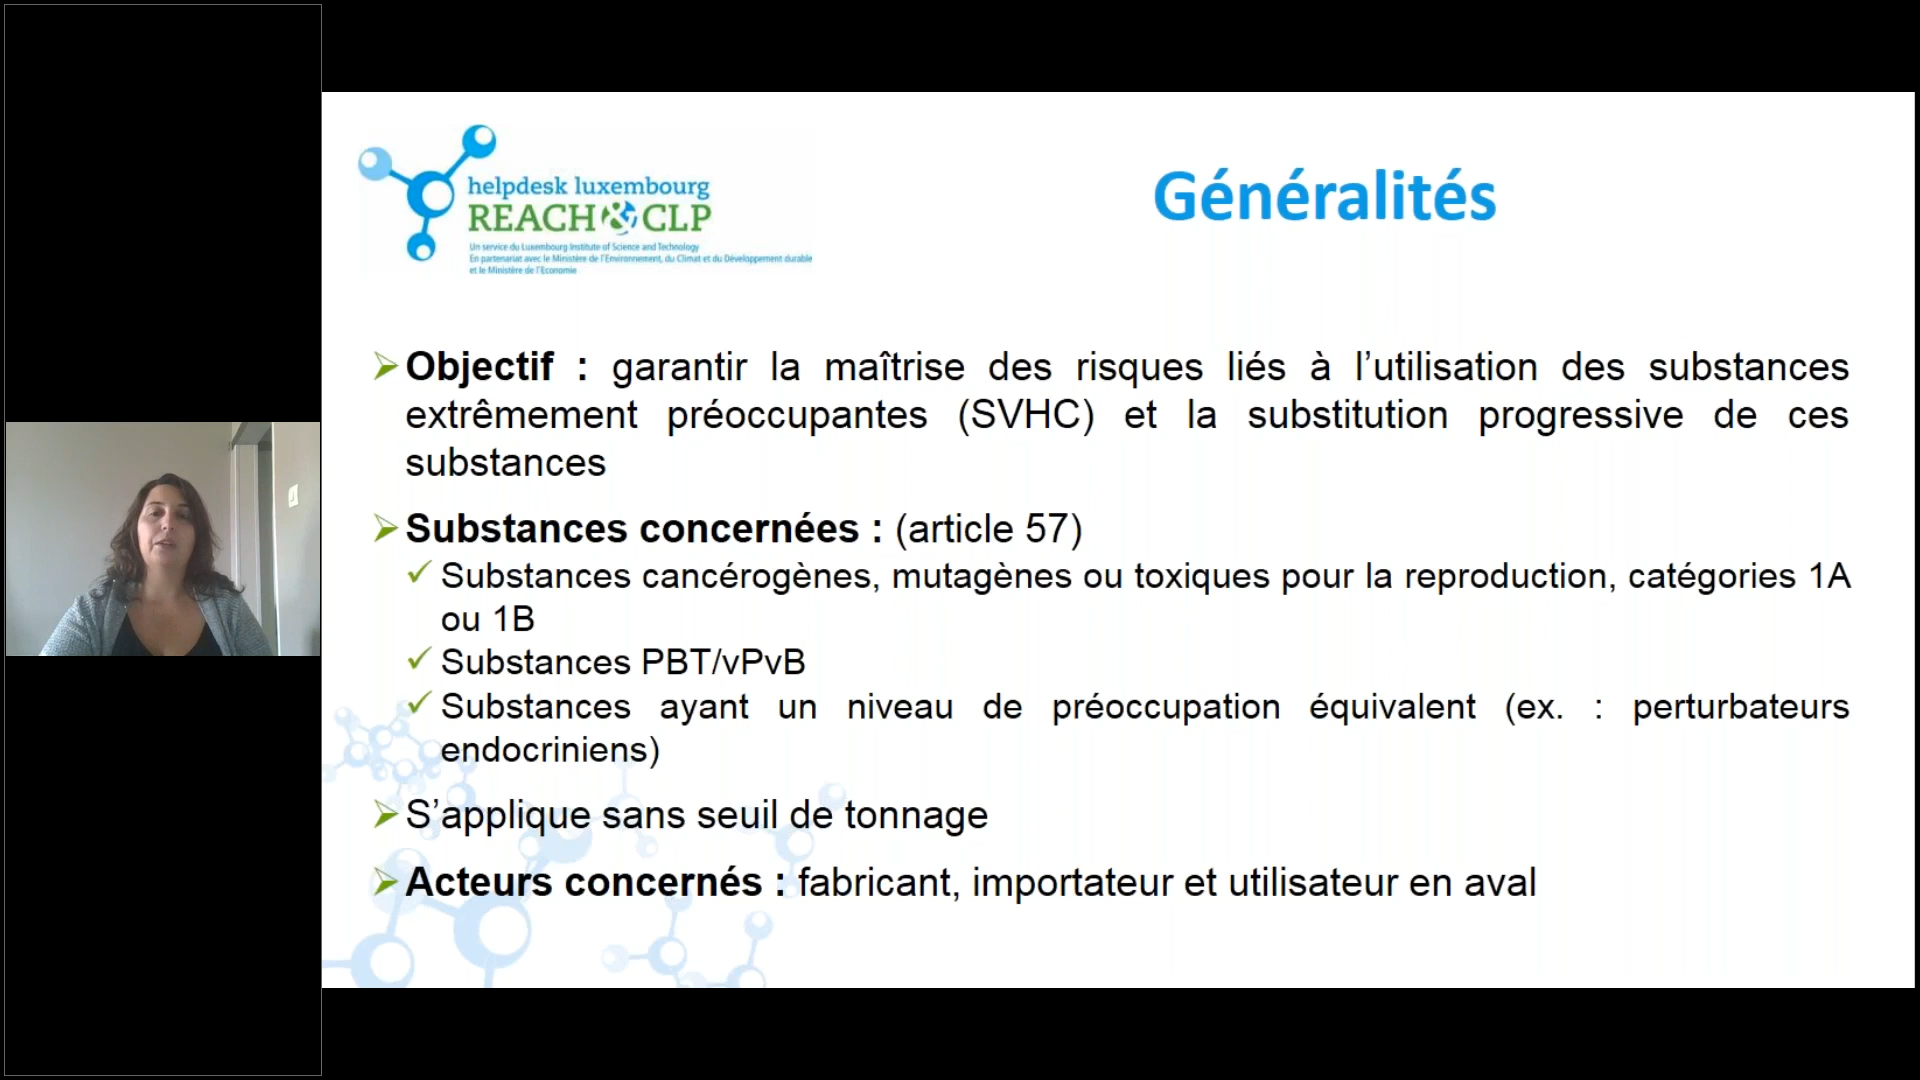 helpdesk luxembourg
REACH & CLP
Un service du Luxembourg Institute of Science and Technology
En partenariat avec le Ministère de l'Environnement, du Climat et du Développement durable
et le Ministère de l'Economie
Généralités
Objectif : garantir la maîtrise des risques liés à l’utilisation des substances
extrêmement préoccupantes (SVHC) et la substitution progressive de ces
substances
Substances concernées : (article 57)
Substances cancérogènes, mutagènes ou toxiques pour la reproduction, catégories 1A
ou 1B
Substances PBT/vPvB
Substances ayant un niveau de préoccupation équivalent (ex. : perturbateurs
endocriniens)
S’applique sans seuil de tonnage
Acteurs concernés : fabricant, importateur et utilisateur en aval